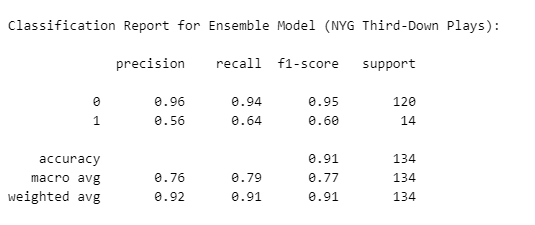 Classification Report for Ensemble Model (NYG Third-Down Plays):
precision recall f1-score support
0 0.96 0.94 0.95 120
1 0.56 0.64 0.60 14
accuracy 0.91 134
macro avg 0.76 0.79 0.77 134
weighted avg 0.92 0.91 0.91 134